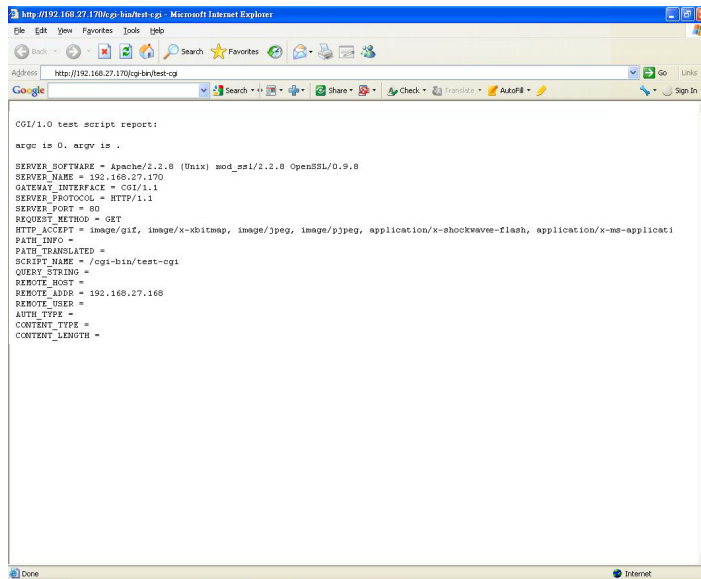 http://192.168.27.170/cgi-bin/test-cgi - Microsoft Internet Explorer
File Edit View Favorites Tools Help
Back Search Favorites
Address http://192.168.27.170/cgi-bin/test-cgi Go Links
Google Search Share Check Translate AutoFill Sign In
CGI/1.0 test script report:
argc is 0. argv is .
SERVER_SOFTWARE = Apache/2.2.8 (Unix) mod_ssl/2.2.8 OpenSSL/0.9.8
SERVER_NAME = 192.168.27.170
GATEWAY_INTERFACE = CGI/1.1
SERVER_PROTOCOL = HTTP/1.1
SERVER_PORT = 80
REQUEST_METHOD = GET
HTTP_ACCEPT = image/gif, image/x-xbitmap, image/jpeg, image/pjpeg, application/x-shockwave-flash, application/x-ms-applicati
PATH_INFO =
PATH_TRANSLATED =
SCRIPT_NAME = /cgi-bin/test-cgi
QUERY_STRING =
REMOTE_HOST =
REMOTE_ADDR = 192.168.27.168
REMOTE_USER =
AUTH_TYPE =
CONTENT_TYPE =
CONTENT_LENGTH =
Done Internet